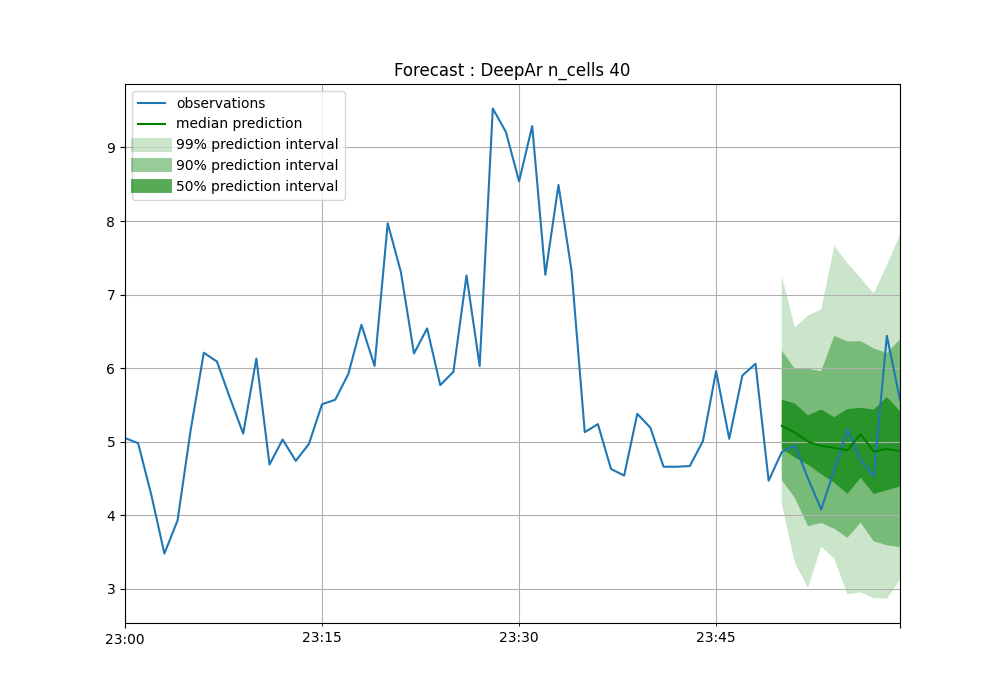 Forecast : DeepAr n_cells 40
observations
median prediction
99% prediction interval
90% prediction interval
50% prediction interval
9
8
7
6
5
4
3
23:00
23:15
23:30
23:45